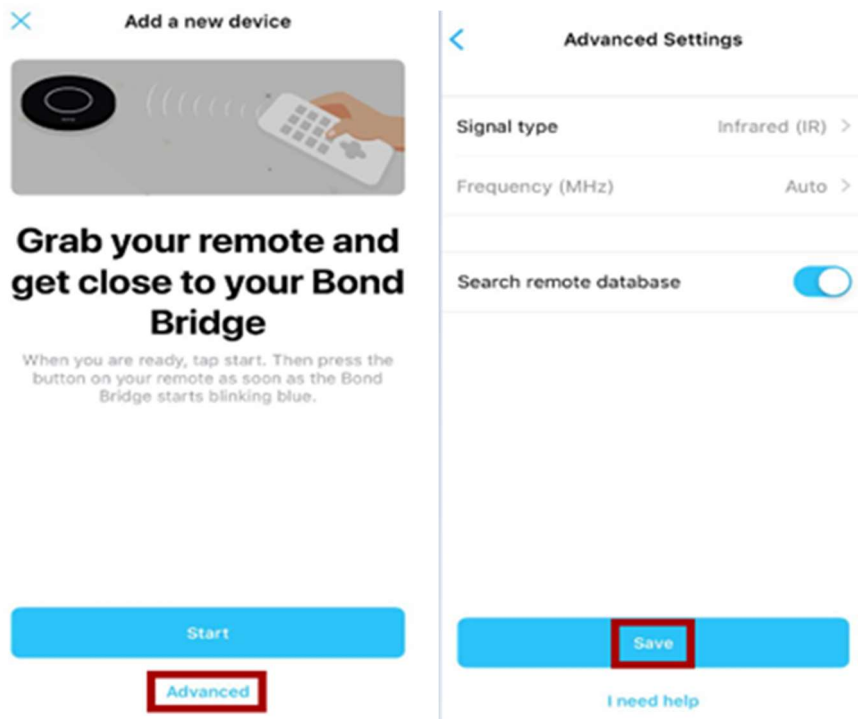 Add a new device
Grab your remote and
get close to your Bond
Bridge
When you are ready, tap start. Then press the
button on your remote as soon as the Bond
Bridge starts blinking blue.
Start
Advanced
Advanced Settings
Signal type Infrared (IR)
Frequency (MHz) Auto
Search remote database
Save
I need help